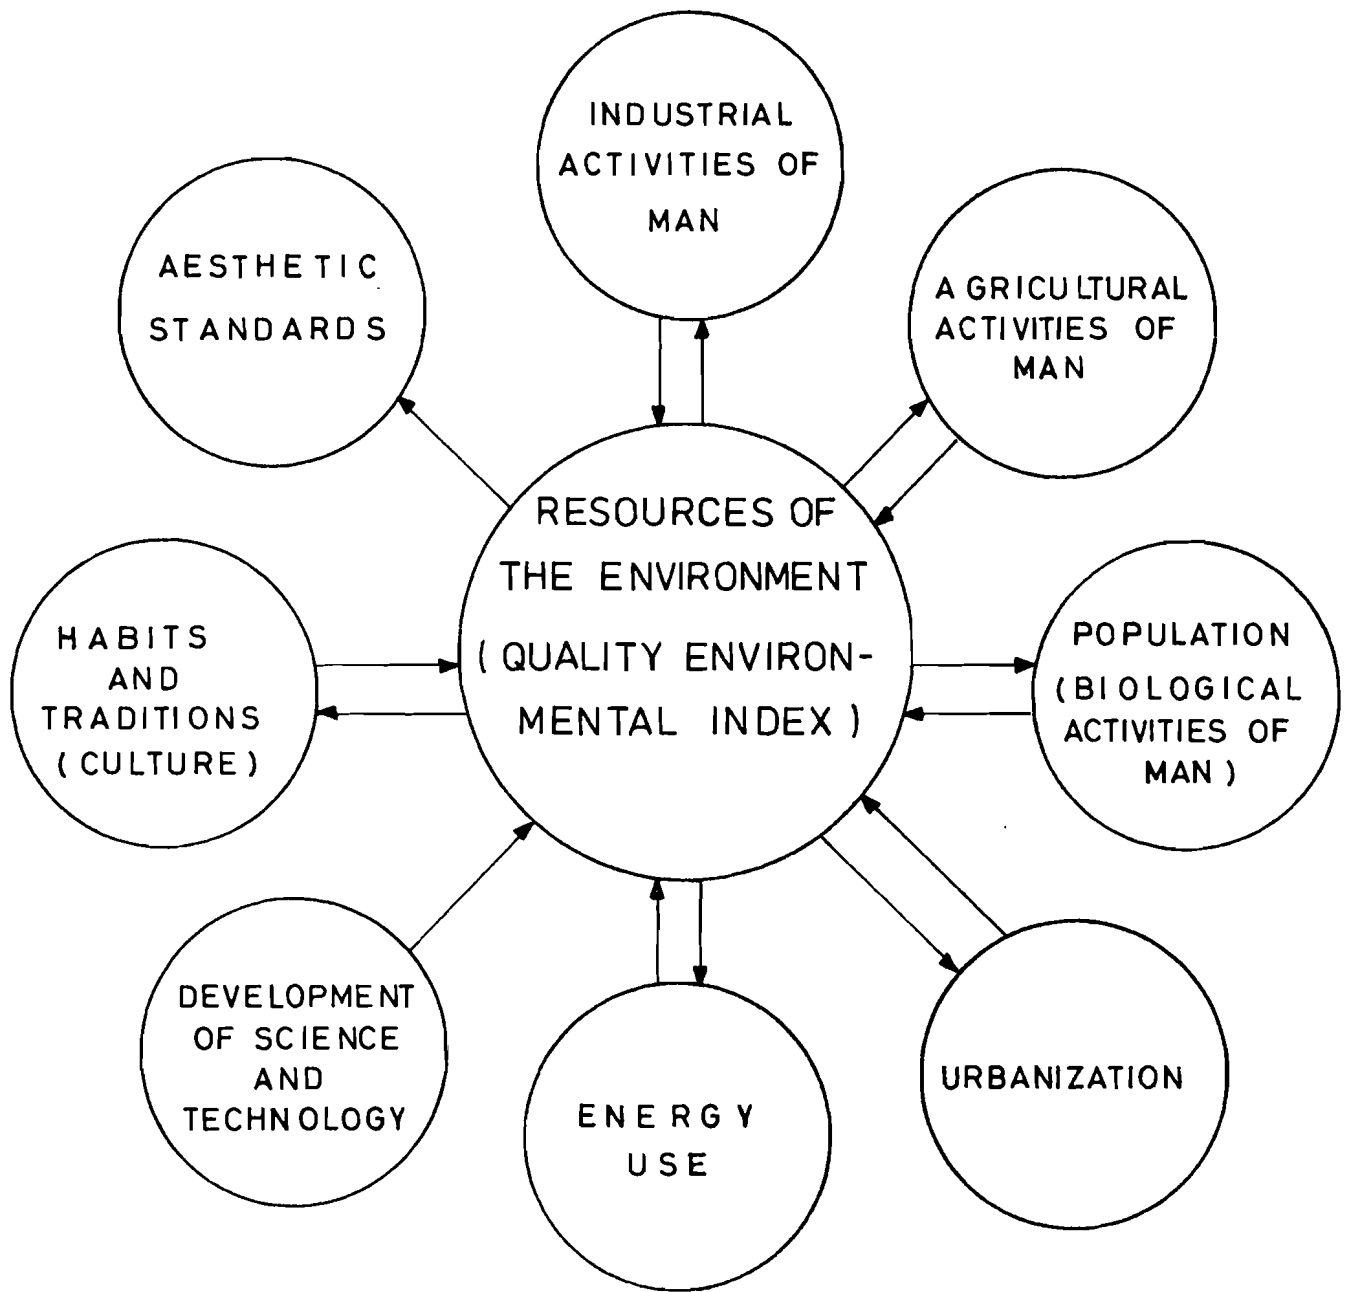 INDUSTRIAL
ACTIVITIES OF
MAN
AESTHETIC
STANDARDS
AGRICULTURAL
ACTIVITIES OF
MAN
RESOURCES OF
THE ENVIRONMENT
(QUALITY ENVIRON-
MENTAL INDEX)
HABITS
AND
TRADITIONS
(CULTURE)
POPULATION
(BIOLOGICAL
ACTIVITIES OF
MAN)
DEVELOPMENT
OF SCIENCE
AND
TECHNOLOGY
ENERGY
USE
URBANIZATION